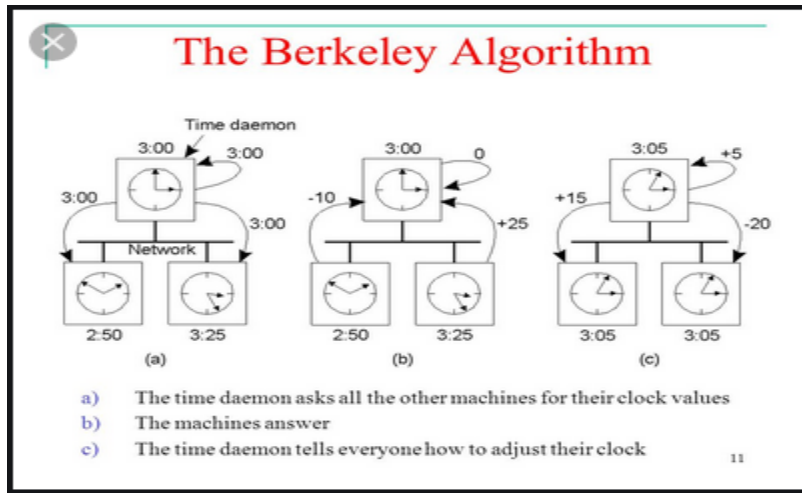 The Berkeley Algorithm
Time daemon
3:00
3:00
3:00
3:00
Network
2:50
3:25
(a)
3:00
0
-10
+25
2:50
3:25
(b)
3:05
+5
+15
-20
3:05
3:05
(c)
a) The time daemon asks all the other machines for their clock values
b) The machines answer
c) The time daemon tells everyone how to adjust their clock
11